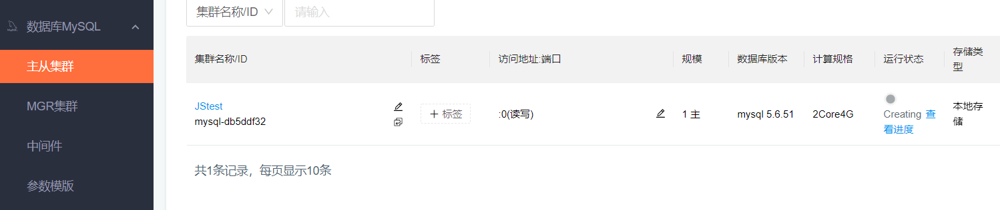 数据库MySQL
主从集群
MGR集群
中间件
参数模版
集群名称/ID
请输入
集群名称/ID
标签
访问地址:端口
规模
数据库版本
计算规格
运行状态
存储类
型
JStest
mysql-db5ddf32
+ 标签
:0(读写)
1 主
mysql 5.6.51
2Core4G
Creating 查
看进度
本地存
储
共1条记录，每页显示10条